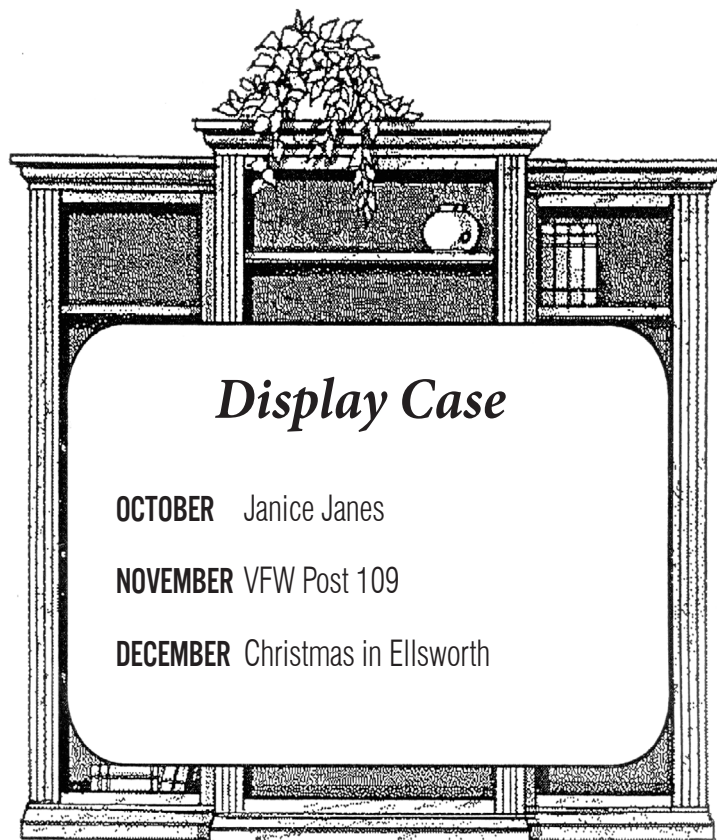 Display Case
OCTOBER Janice Janes
NOVEMBER VFW Post 109
DECEMBER Christmas in Ellsworth